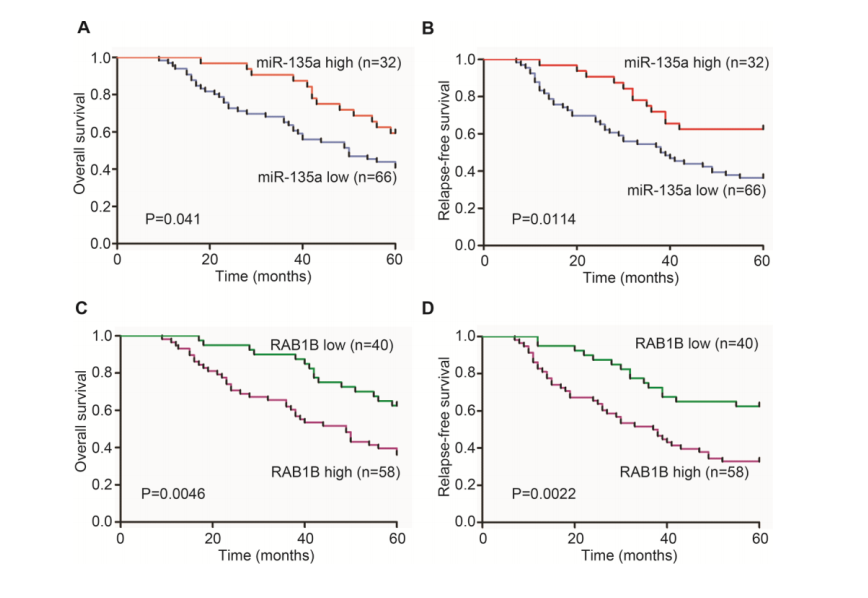 A
1.0
0.8
0.6
0.4
0.2
0.0
Overall survival
miR-135a high (n=32)
miR-135a low (n=66)
P=0.041
0 20 40 60
Time (months)
B
1.0
0.8
0.6
0.4
0.2
0.0
Relapse-free survival
miR-135a high (n=32)
miR-135a low (n=66)
P=0.0114
0 20 40 60
Time (months)
C
1.0
0.8
0.6
0.4
0.2
0.0
Overall survival
RAB1B low (n=40)
RAB1B high (n=58)
P=0.0046
0 20 40 60
Time (months)
D
1.0
0.8
0.6
0.4
0.2
0.0
Relapse-free survival
RAB1B low (n=40)
RAB1B high (n=58)
P=0.0022
0 20 40 60
Time (months)